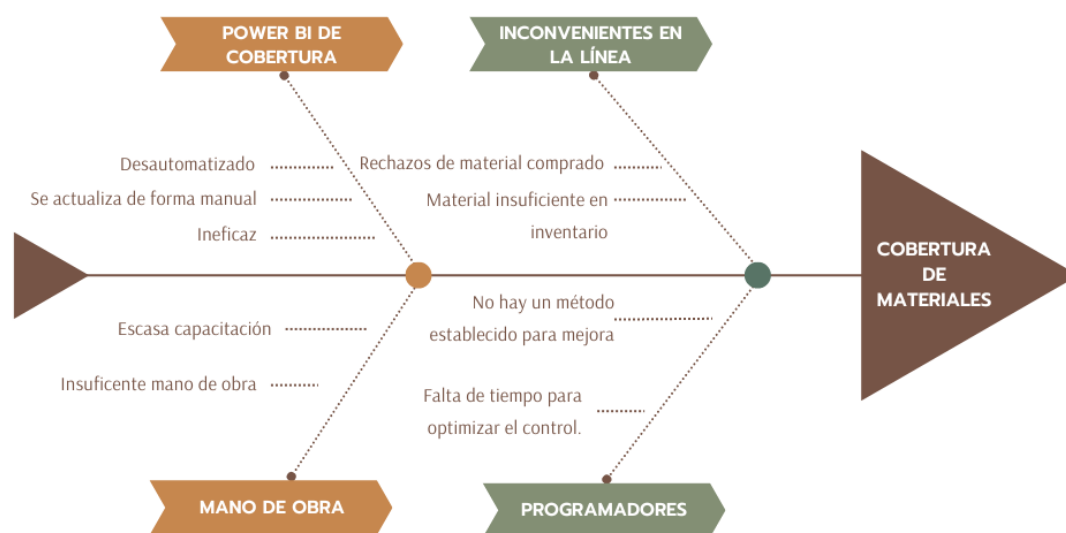 POWER BI DE
COBERTURA
INCONVENIENTES EN
LA LÍNEA
Desautomatizado
Se actualiza de forma manual
Ineficaz
Rechazos de material comprado
Material insuficiente en
inventario
COBERTURA
DE
MATERIALES
Escasa capacitación
Insuficente mano de obra
No hay un método
establecido para mejora
Falta de tiempo para
optimizar el control.
MANO DE OBRA
PROGRAMADORES